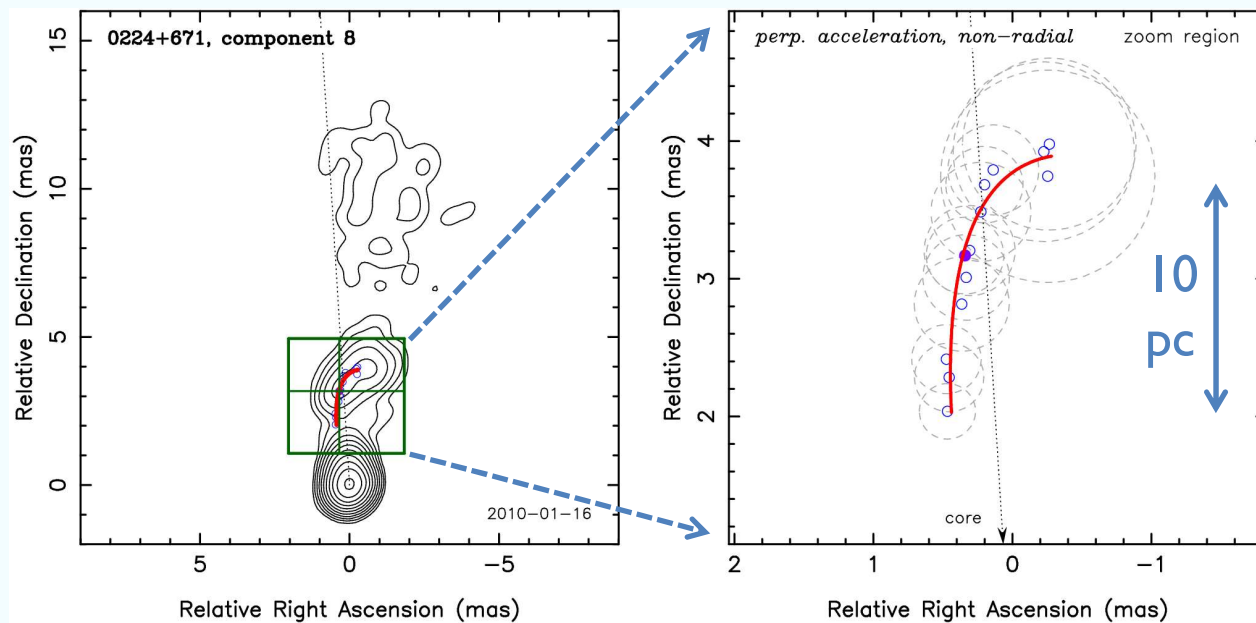 0224+671, component 8
15
10
5
0
Relative Declination (mas)
2010−01−16
5
0
−5
Relative Right Ascension (mas)
perp. acceleration, non−radial
zoom region
4
3
2
Relative Declination (mas)
core
2
1
0
−1
Relative Right Ascension (mas)
10
pc